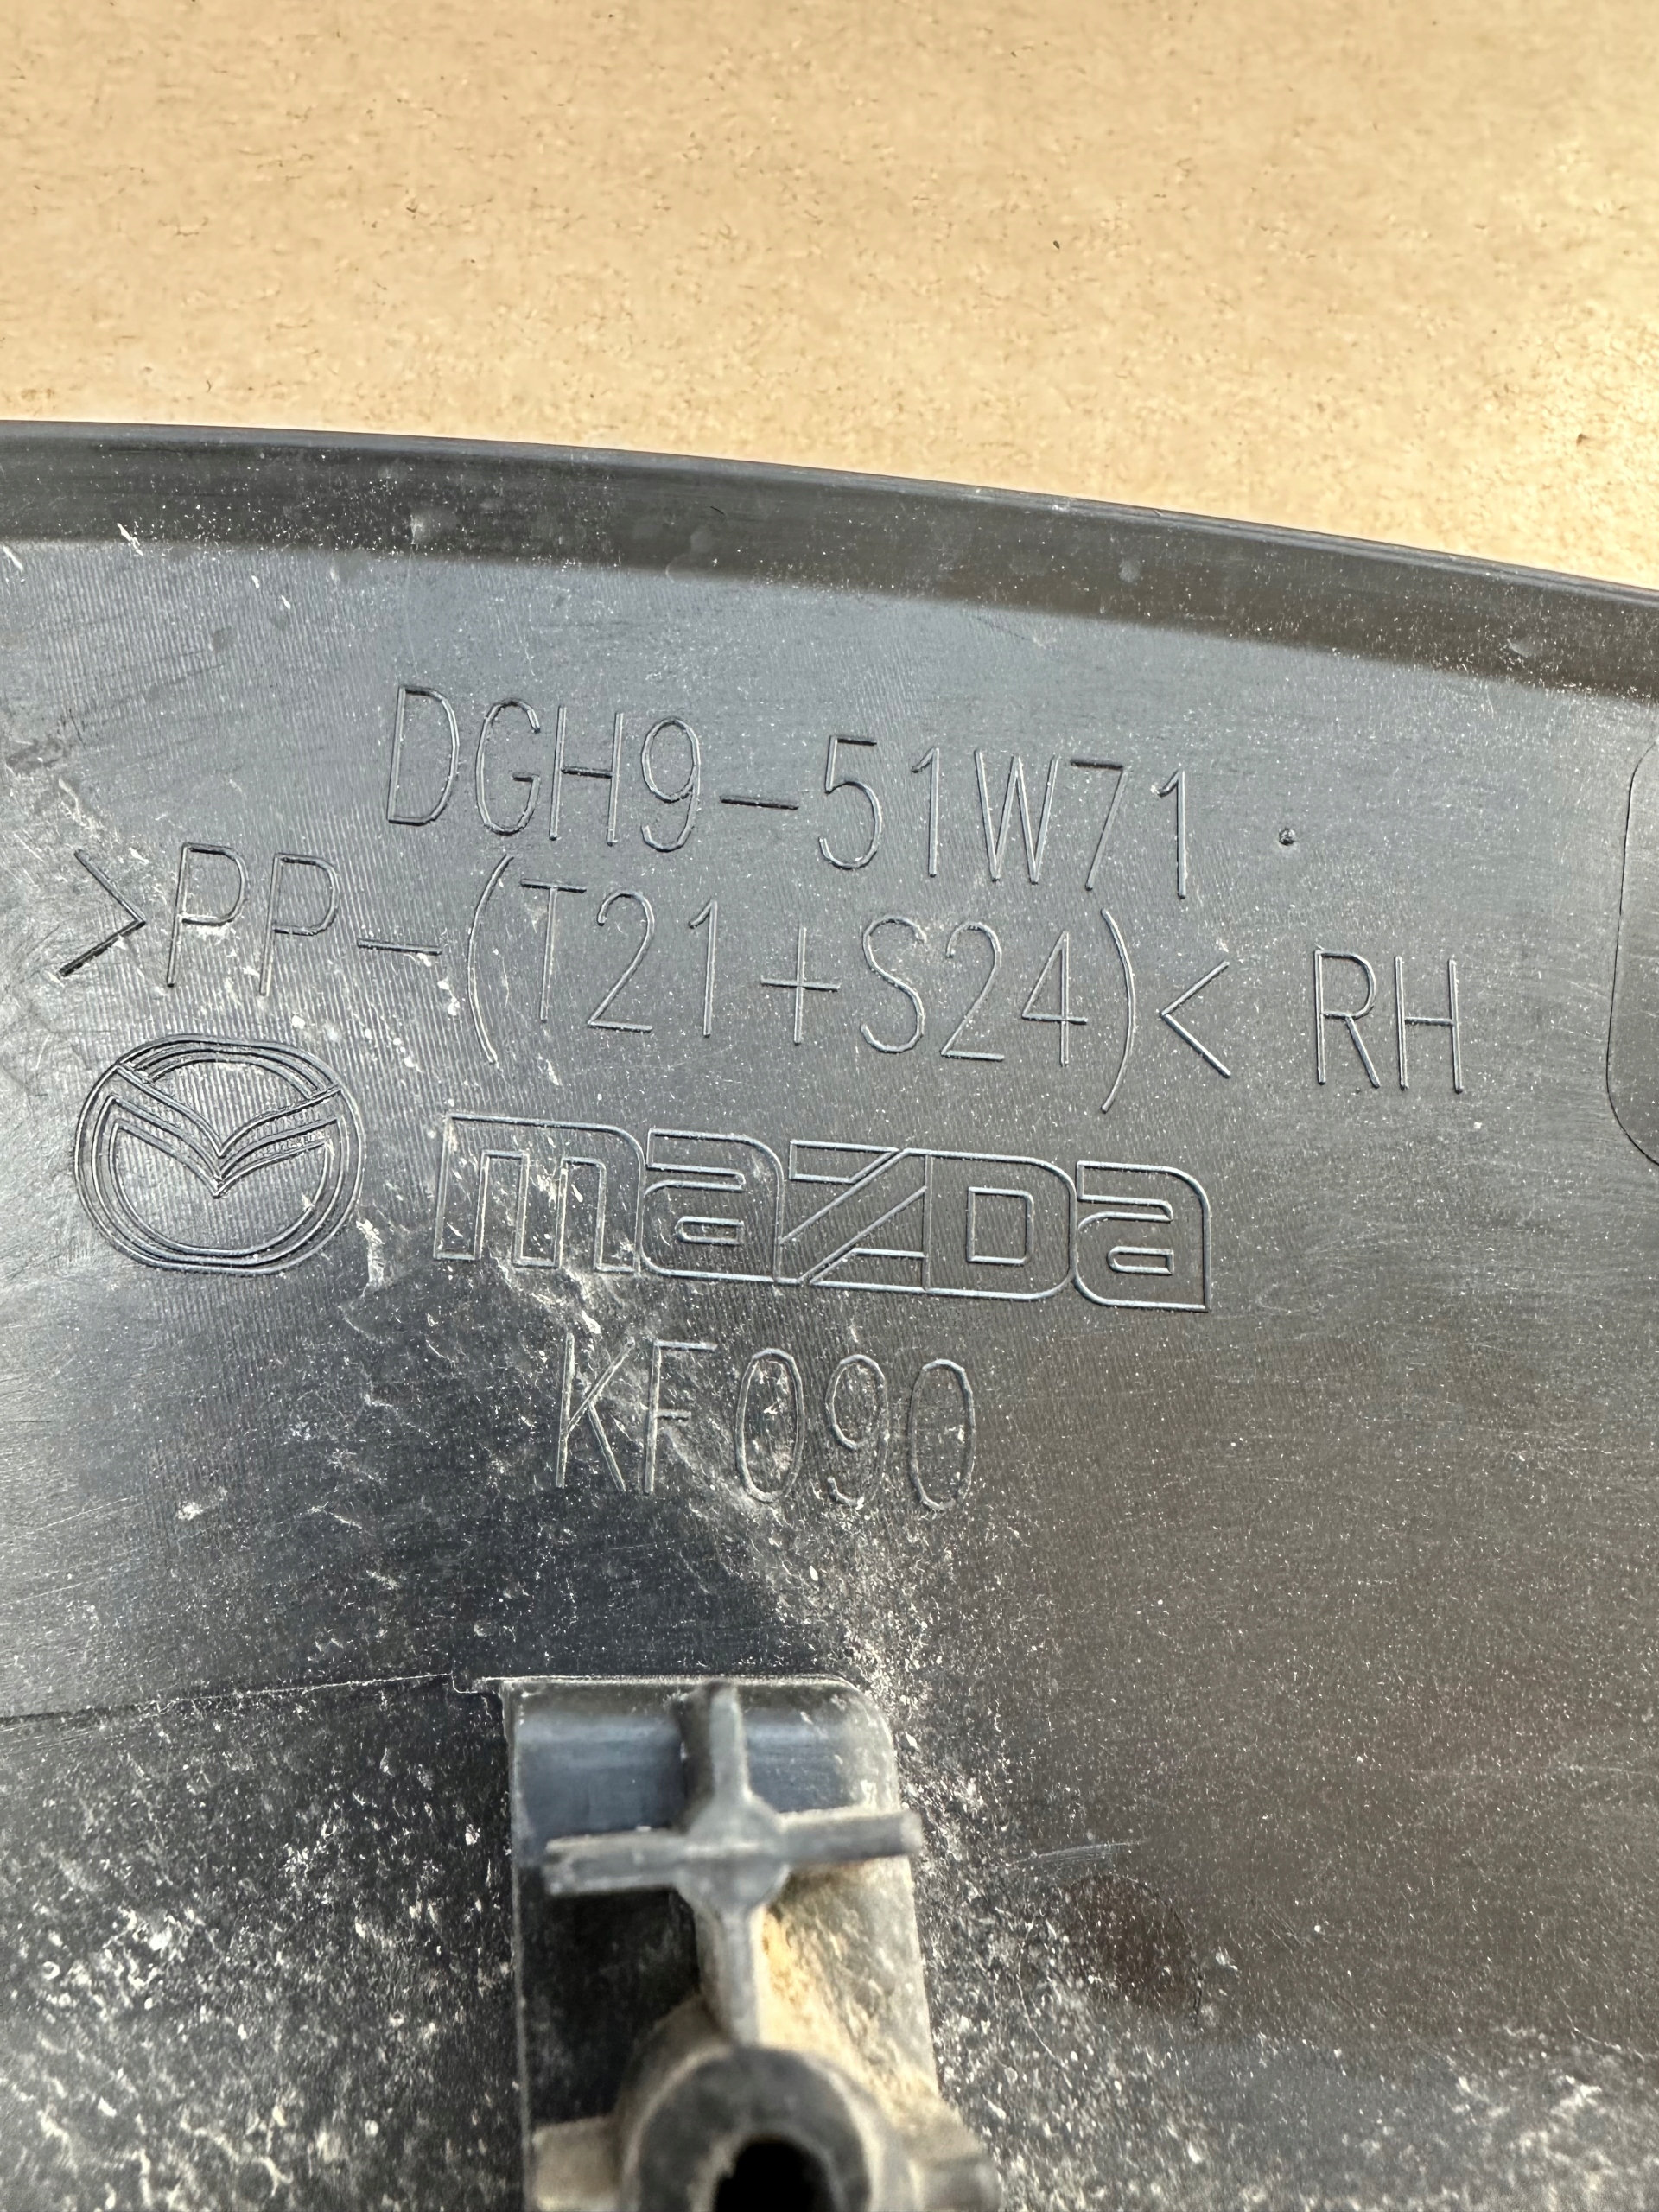 DGH9-51W71
>PP-(T21+S24)< RH
mazDa
KF090